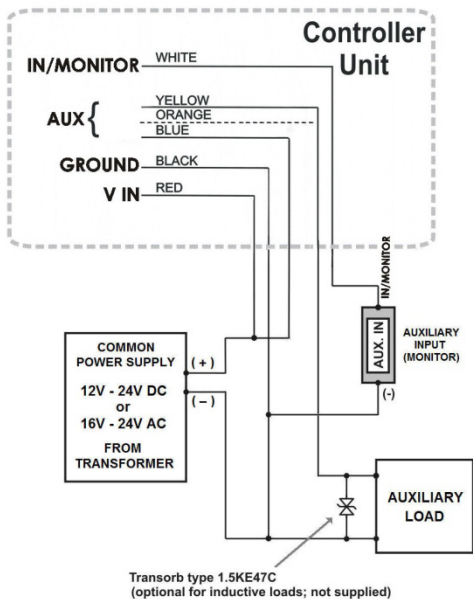 Controller
Unit
IN/MONITOR
WHITE
AUX {
YELLOW
ORANGE
BLUE
GROUND
BLACK
V IN
RED
IN/MONITOR
AUX. IN
AUXILIARY
INPUT
(MONITOR)
(-)
COMMON
POWER SUPPLY
12V - 24V DC
or
16V - 24V AC
FROM
TRANSFORMER
(+)
(−)
AUXILIARY
LOAD
Transorb type 1.5KE47C
(optional for inductive loads; not supplied)